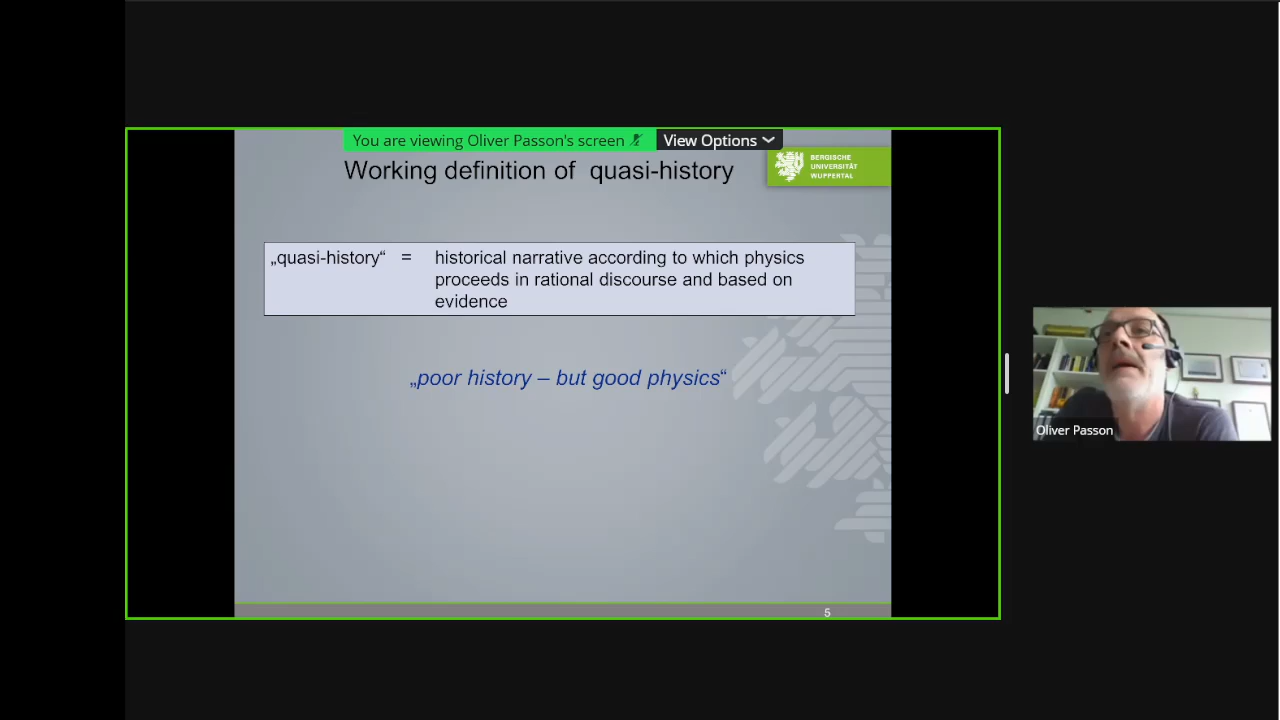 You are viewing Oliver Passon's screen
View Options
Working definition of quasi-history
BERGISCHE
UNIVERSITÄT
WUPPERTAL
„quasi-history“ = historical narrative according to which physics
proceeds in rational discourse and based on
evidence
„poor history – but good physics“
Oliver Passon
5